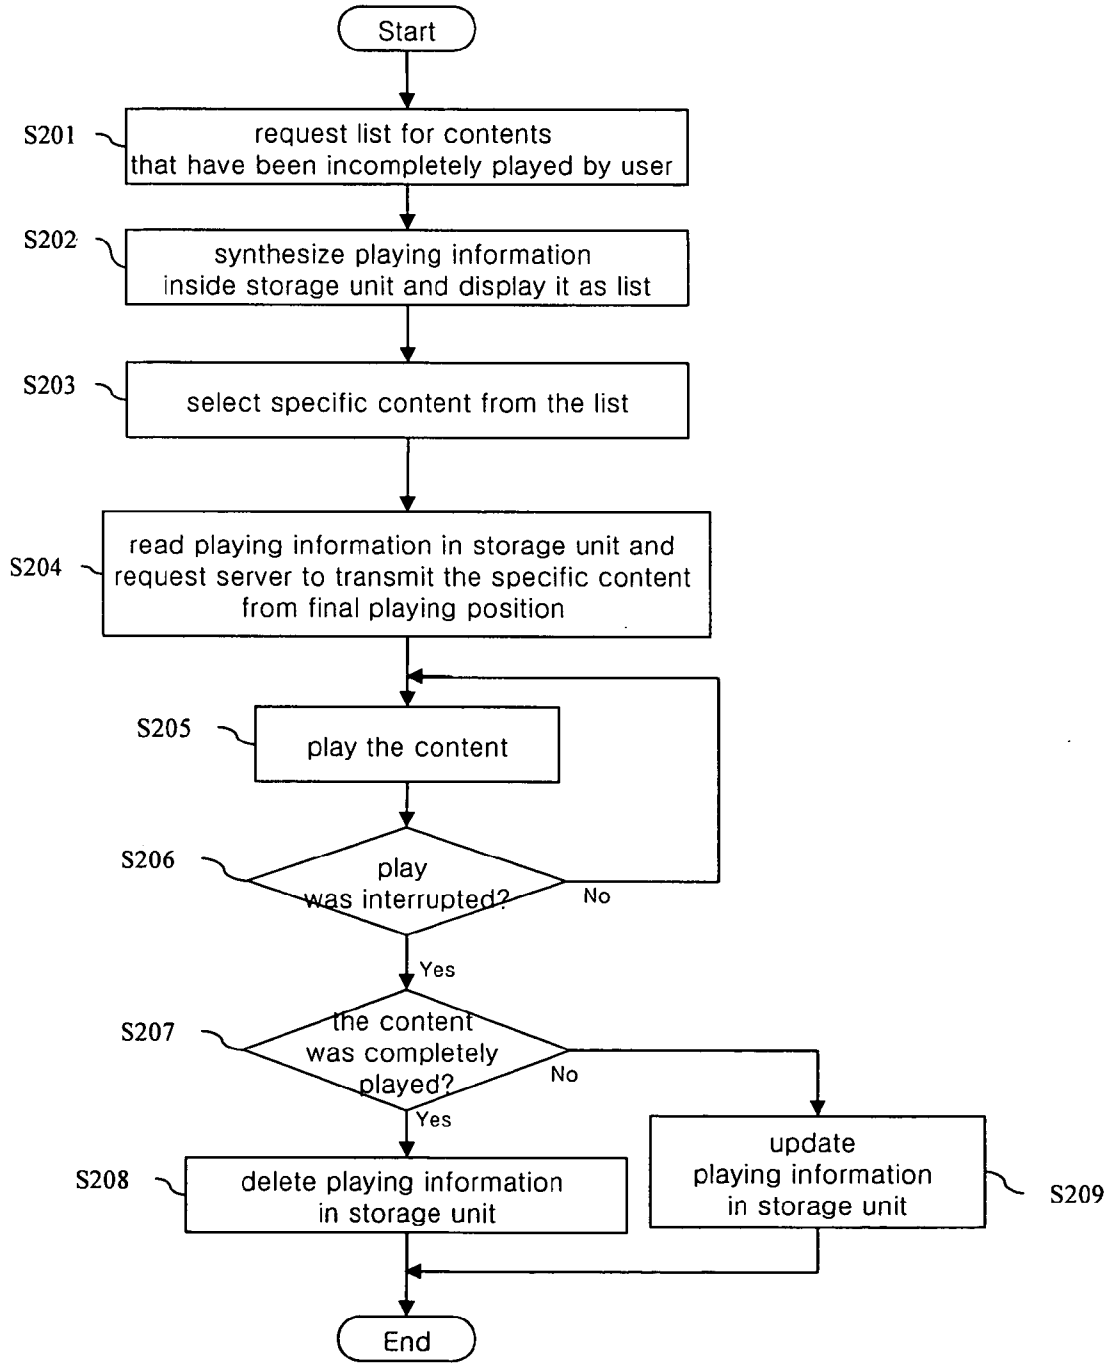 Start
S201
request list for contents
that have been incompletely played by user
S202
synthesize playing information
inside storage unit and display it as list
S203
select specific content from the list
S204
read playing information in storage unit and
request server to transmit the specific content
from final playing position
S205
play the content
S206
play
was interrupted?
No
Yes
S207
the content
was completely
played?
No
Yes
S208
delete playing information
in storage unit
update
playing information
in storage unit
S209
End